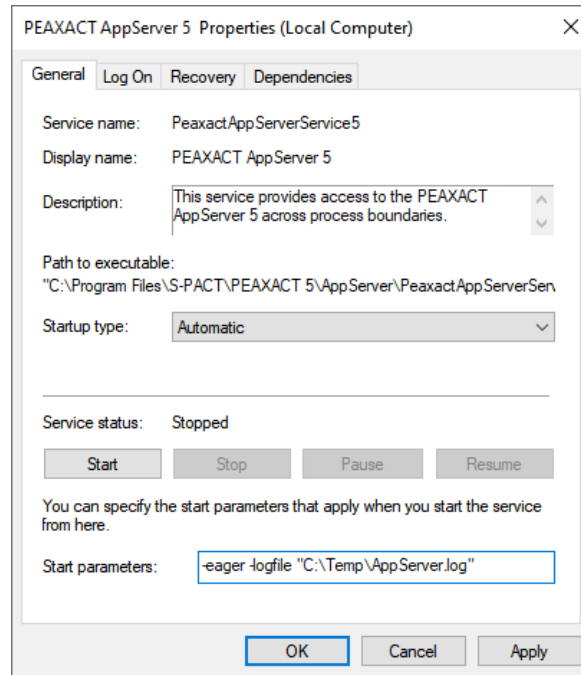 PEAXACT AppServer 5 Properties (Local Computer)
General Log On Recovery Dependencies
Service name: PeaxactAppServerService5
Display name: PEAXACT AppServer 5
Description: This service provides access to the PEAXACT
AppServer 5 across process boundaries.
Path to executable:
"C:\Program Files\S-PACT\PEAXACT 5\AppServer\PeaxactAppServerServ
Startup type: Automatic
Service status: Stopped
Start Stop Pause Resume
You can specify the start parameters that apply when you start the service
from here.
Start parameters: -eager -logfile "C:\Temp\AppServer.log"
OK Cancel Apply